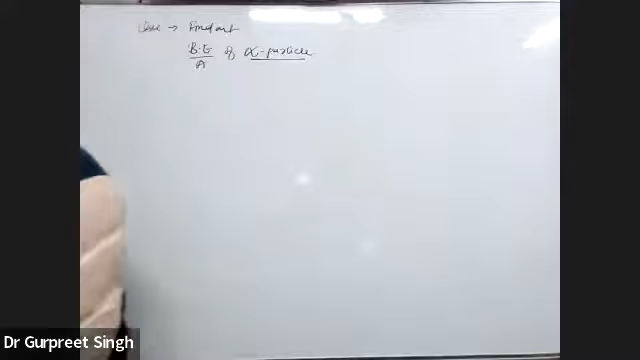 → Find out
B.E of α-particle
A
Dr Gurpreet Singh